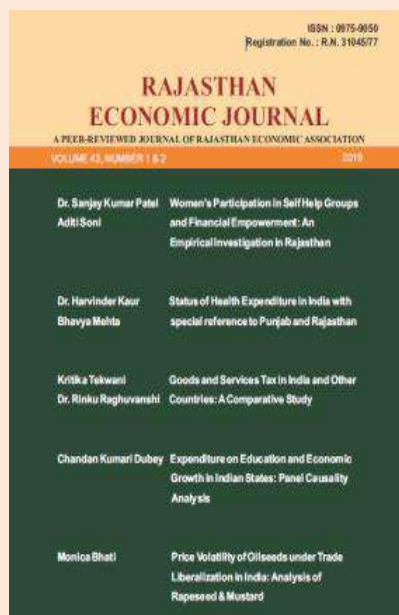 ISSN : 0975-9050
Registration No. : R.N. 31045/77
RAJASTHAN
ECONOMIC JOURNAL
A PEER-REVIEWED JOURNAL OF RAJASTHAN ECONOMIC ASSOCIATION
VOLUME 43, NUMBER 1 & 2 2019
Dr. Sanjay Kumar Patel Women's Participation in Self Help Groups
Aditi Soni and Financial Empowerment: An
Empirical Investigation in Rajasthan
Dr. Harvinder Kaur Status of Health Expenditure in India with
Bhavya Mehta special reference to Punjab and Rajasthan
Kritika Tekwani Goods and Services Tax in India and Other
Dr. Rinku Raghuvanshi Countries: A Comparative Study
Chandan Kumari Dubey Expenditure on Education and Economic
Growth in Indian States: Panel Causality
Analysis
Monica Bhati Price Volatility of Oilseeds under Trade
Liberalization in India: Analysis of
Rapeseed & Mustard